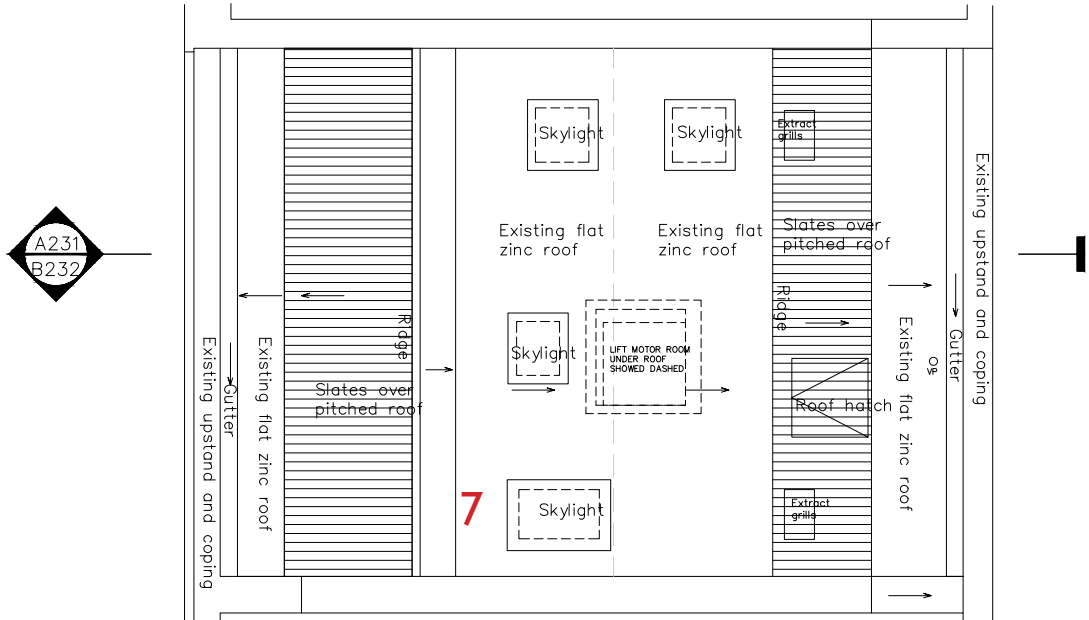 Skylight
Skylight
Extract
grills
Existing flat
zinc roof
Existing flat
zinc roof
Slates over
pitched roof
A231
B232
Existing upstand and coping
Gutter
Existing flat zinc roof
Ridge
Slates over
pitched roof
Skylight
LIFT MOTOR ROOM
UNDER ROOF
SHOWED DASHED
Ridge
Roof hatch
Existing flat zinc roof
Gutter
Existing upstand and coping
7
Skylight
Extract
grills